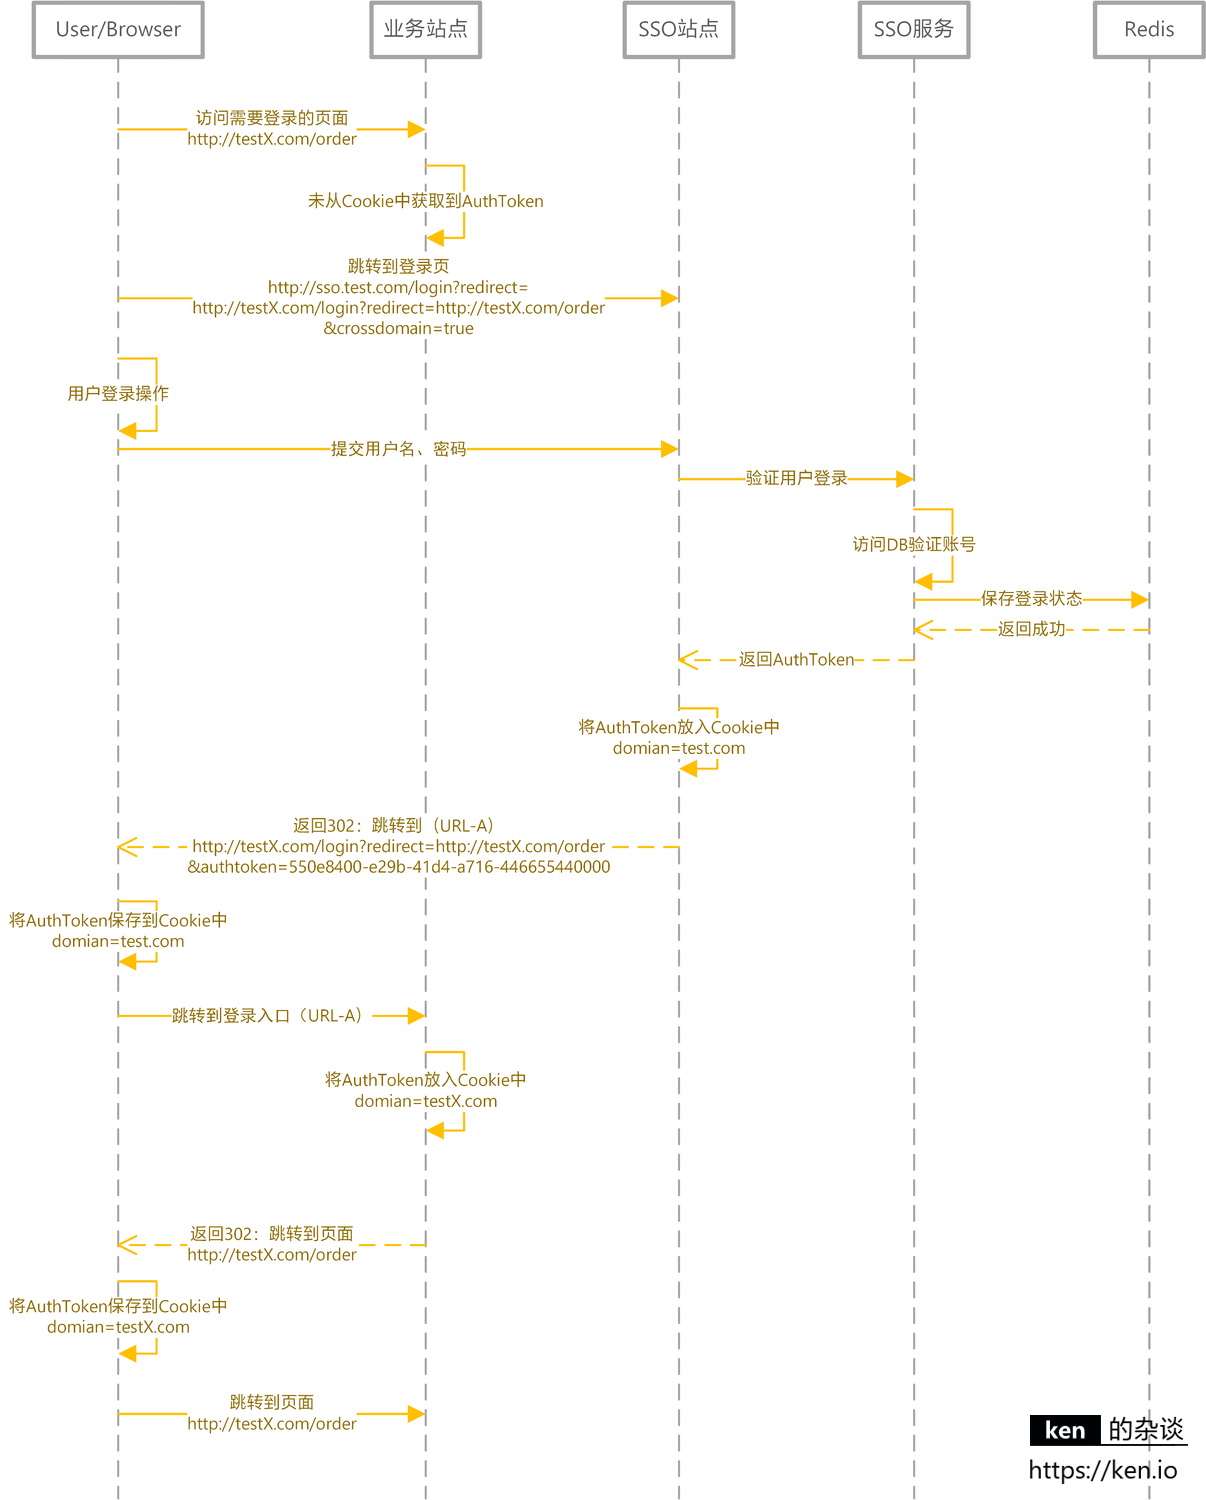 User/Browser
业务站点
SSO站点
SSO服务
Redis
访问需要登录的页面
http://testX.com/order
未从Cookie中获取到AuthToken
跳转到登录页
http://sso.test.com/login?redirect=
http://testX.com/login?redirect=http://testX.com/order
&crossdomain=true
用户登录操作
提交用户名、密码
验证用户登录
访问DB验证账号
保存登录状态
返回成功
返回AuthToken
将AuthToken放入Cookie中
domian=test.com
返回302：跳转到（URL-A）
http://testX.com/login?redirect=http://testX.com/order
&authtoken=550e8400-e29b-41d4-a716-446655440000
将AuthToken保存到Cookie中
domian=test.com
跳转到登录入口（URL-A）
将AuthToken放入Cookie中
domian=testX.com
返回302：跳转到页面
http://testX.com/order
将AuthToken保存到Cookie中
domian=testX.com
跳转到页面
http://testX.com/order
ken 的杂谈
https://ken.io